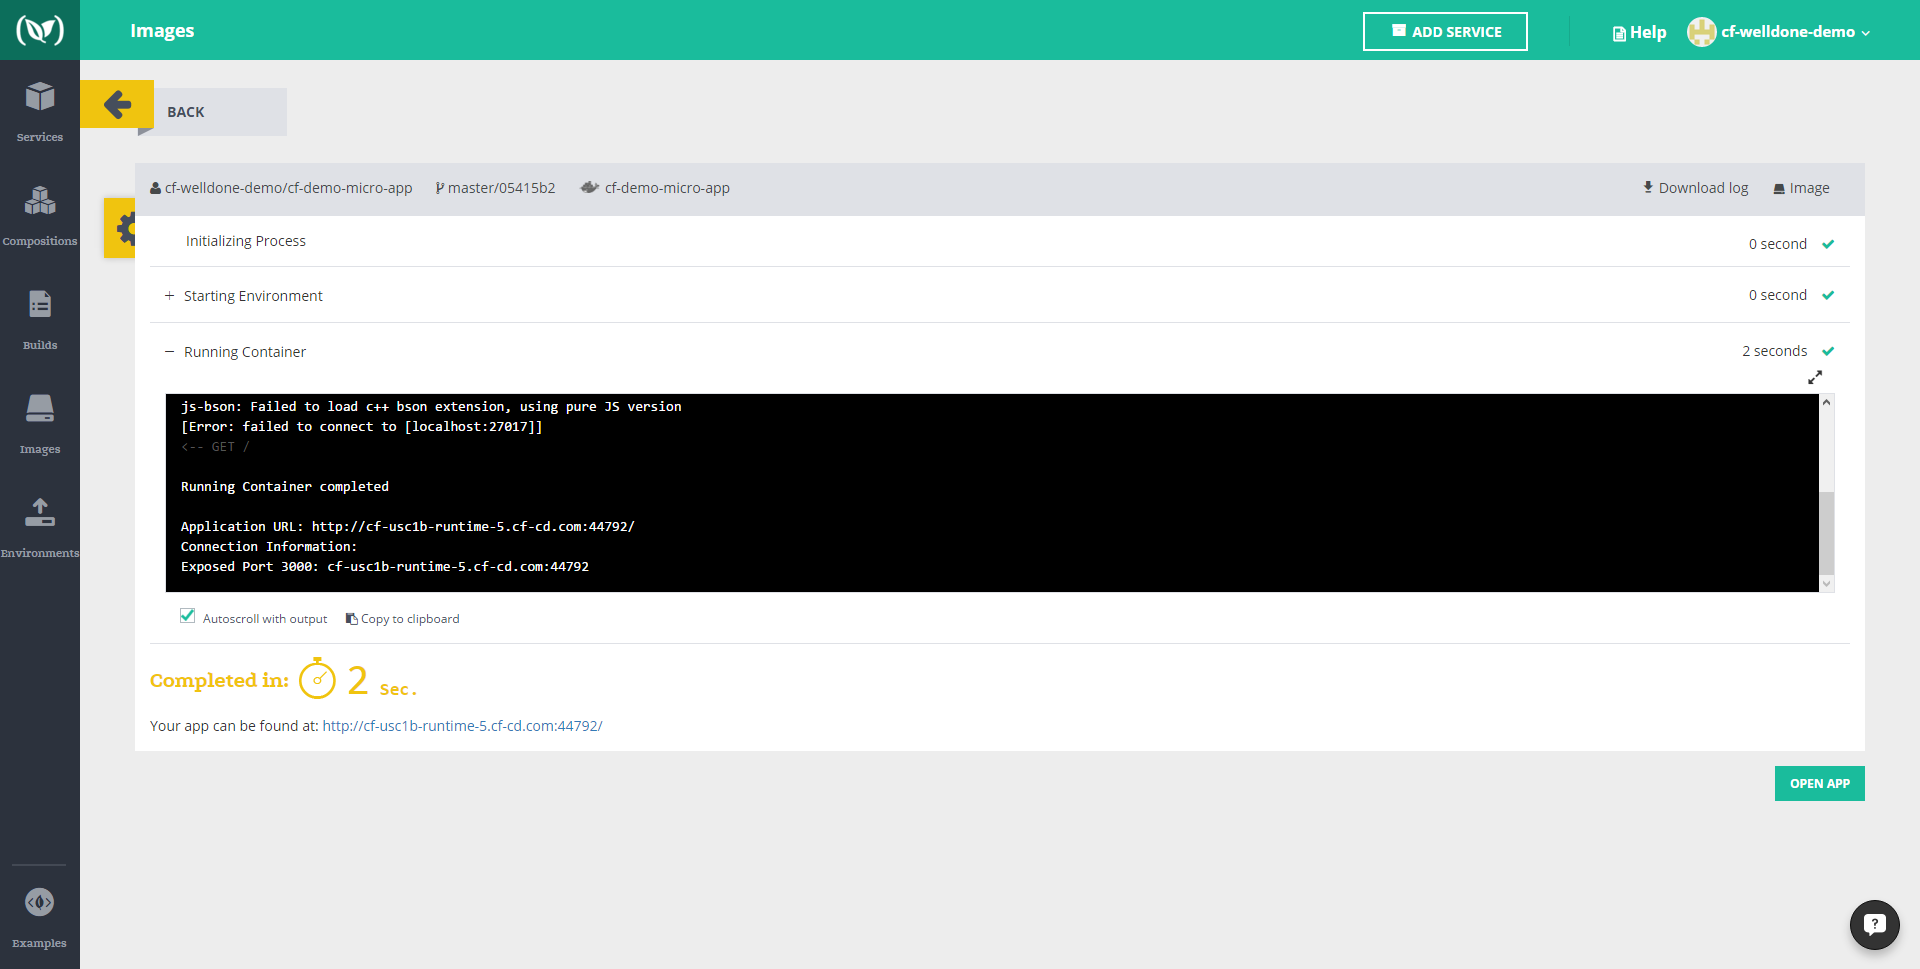 Images
ADD SERVICE
Help
cf-welldone-demo
Services
Compositions
Builds
Images
Environments
Examples
BACK
cf-welldone-demo/cf-demo-micro-app master/05415b2 cf-demo-micro-app Download log Image
Initializing Process 0 second
+ Starting Environment 0 second
− Running Container 2 seconds
js-bson: Failed to load c++ bson extension, using pure JS version
[Error: failed to connect to [localhost:27017]]
<-- GET /
Running Container completed
Application URL: http://cf-usc1b-runtime-5.cf-cd.com:44792/
Connection Information:
Exposed Port 3000: cf-usc1b-runtime-5.cf-cd.com:44792
Autoscroll with output Copy to clipboard
Completed in: 2 Sec.
Your app can be found at: http://cf-usc1b-runtime-5.cf-cd.com:44792/
OPEN APP